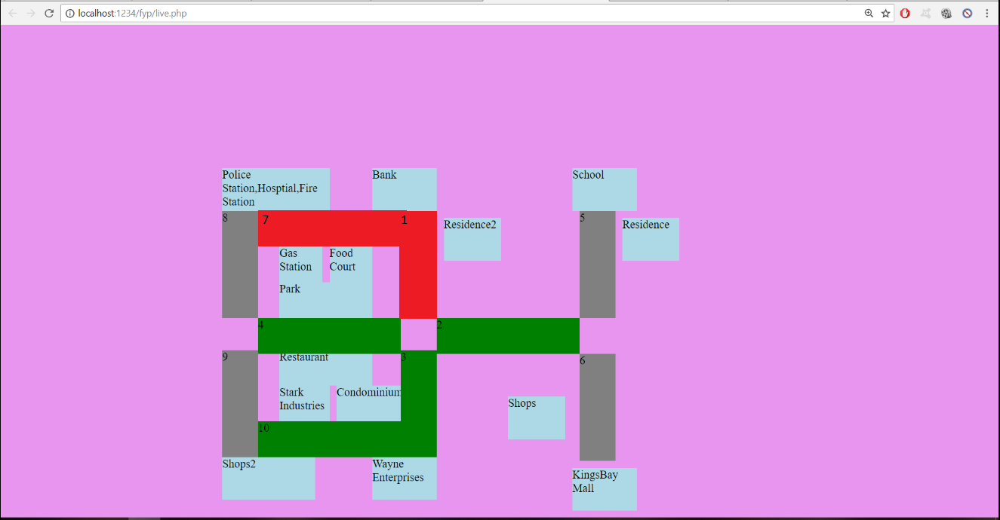 localhost:1234/fyp/live.php
Police
Station,Hosptial,Fire
Station
Bank
School
8
7
1
Residence2
5
Residence
Gas
Station
Food
Court
Park
4
2
9
Restaurant
3
6
Stark
Industries
Condominium
Shops
10
Shops2
Wayne
Enterprises
KingsBay
Mall